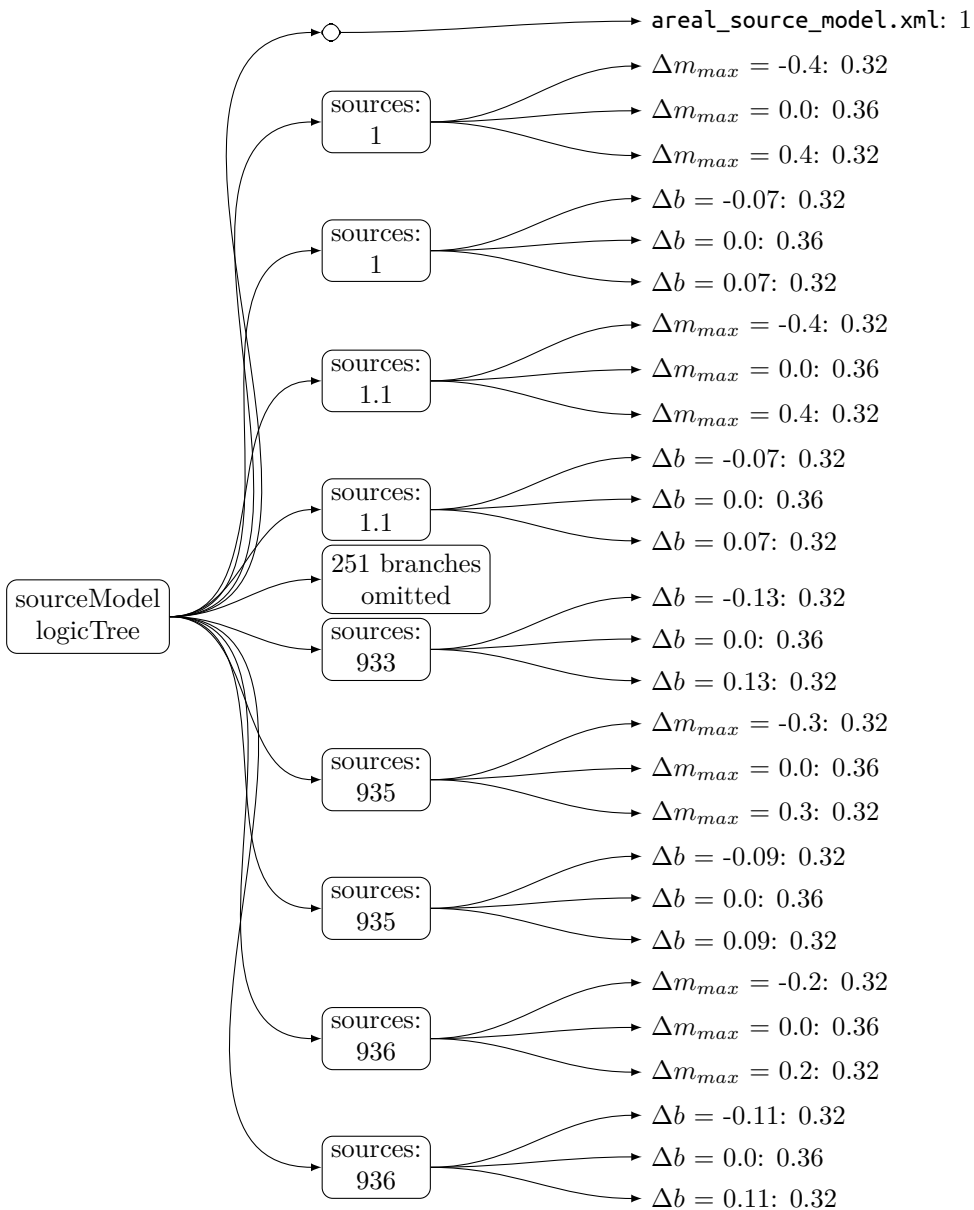 areal_source_model.xml: 1
sources:
1
Δm_max = -0.4: 0.32
Δm_max = 0.0: 0.36
Δm_max = 0.4: 0.32
sources:
1
Δb = -0.07: 0.32
Δb = 0.0: 0.36
Δb = 0.07: 0.32
sources:
1.1
Δm_max = -0.4: 0.32
Δm_max = 0.0: 0.36
Δm_max = 0.4: 0.32
sources:
1.1
Δb = -0.07: 0.32
Δb = 0.0: 0.36
Δb = 0.07: 0.32
251 branches
omitted
sourceModel
logicTree
sources:
933
Δb = -0.13: 0.32
Δb = 0.0: 0.36
Δb = 0.13: 0.32
sources:
935
Δm_max = -0.3: 0.32
Δm_max = 0.0: 0.36
Δm_max = 0.3: 0.32
sources:
935
Δb = -0.09: 0.32
Δb = 0.0: 0.36
Δb = 0.09: 0.32
sources:
936
Δm_max = -0.2: 0.32
Δm_max = 0.0: 0.36
Δm_max = 0.2: 0.32
sources:
936
Δb = -0.11: 0.32
Δb = 0.0: 0.36
Δb = 0.11: 0.32